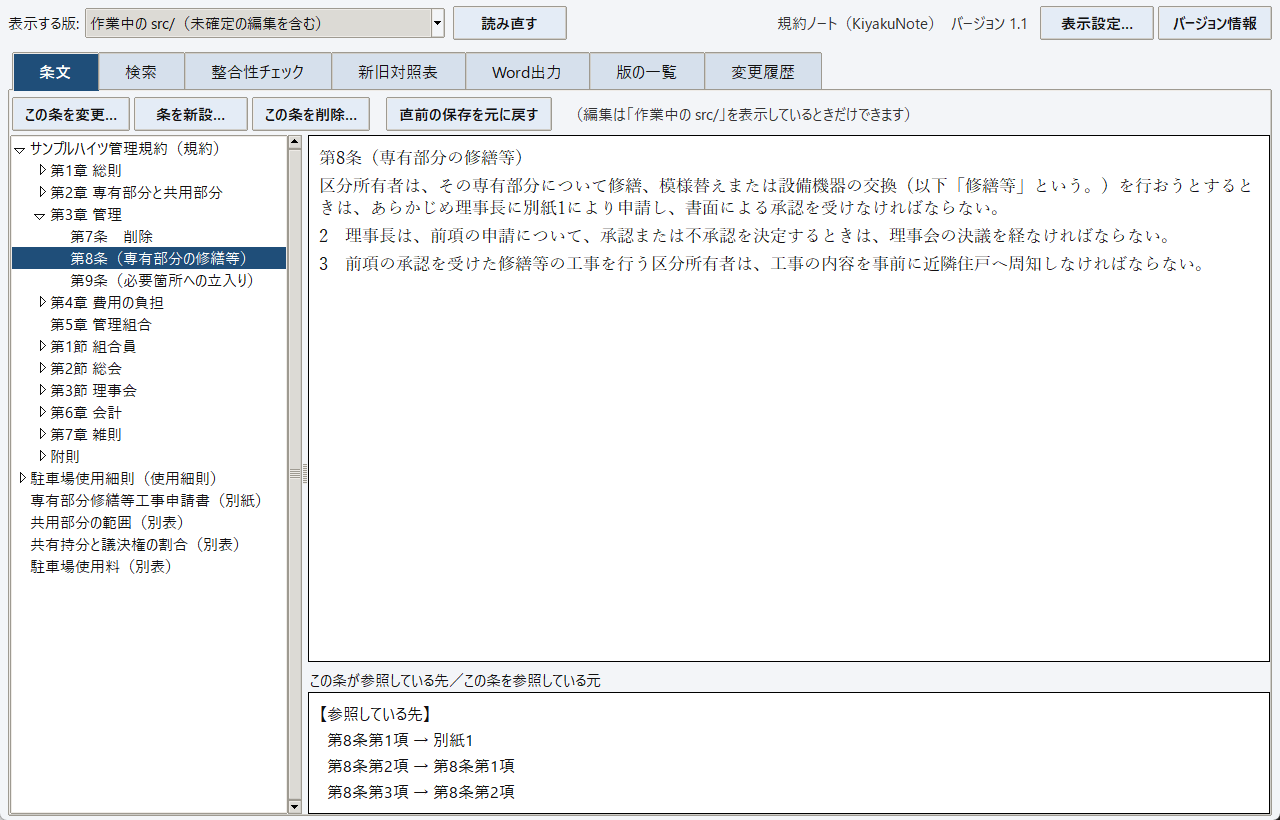 表示する版: 作業中の src/（未確定の編集を含む） 読み直す 規約ノート（KiyakuNote） バージョン 1.1 表示設定... バージョン情報
条文 検索 整合性チェック 新旧対照表 Word出力 版の一覧 変更履歴
この条を変更... 条を新設... この条を削除... 直前の保存を元に戻す （編集は「作業中の src/」を表示しているときだけできます）
サンプルハイツ管理規約（規約）
第1章 総則
第2章 専有部分と共用部分
第3章 管理
第7条　削除
第8条（専有部分の修繕等）
第9条（必要箇所への立入り）
第4章 費用の負担
第5章 管理組合
第1節 組合員
第2節 総会
第3節 理事会
第6章 会計
第7章 雑則
附則
駐車場使用細則（使用細則）
専有部分修繕等工事申請書（別紙）
共用部分の範囲（別表）
共有持分と議決権の割合（別表）
駐車場使用料（別表）
第8条（専有部分の修繕等）
区分所有者は、その専有部分について修繕、模様替えまたは設備機器の交換（以下「修繕等」という。）を行おうとすると
きは、あらかじめ理事長に別紙1により申請し、書面による承認を受けなければならない。
2　理事長は、前項の申請について、承認または不承認を決定するときは、理事会の決議を経なければならない。
3　前項の承認を受けた修繕等の工事を行う区分所有者は、工事の内容を事前に近隣住戸へ周知しなければならない。
この条が参照している先／この条を参照している元
【参照している先】
第8条第1項 → 別紙1
第8条第2項 → 第8条第1項
第8条第3項 → 第8条第2項